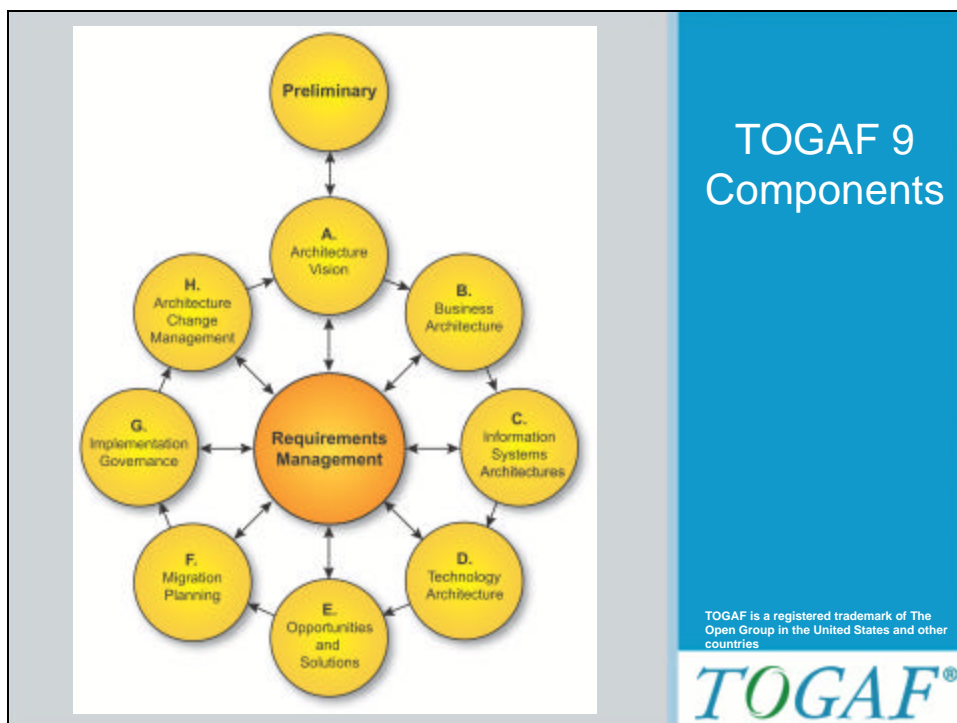 Preliminary
A.
Architecture
Vision
B.
Business
Architecture
C.
Information
Systems
Architectures
D.
Technology
Architecture
E.
Opportunities
and
Solutions
F.
Migration
Planning
G.
Implementation
Governance
H.
Architecture
Change
Management
Requirements
Management
TOGAF 9
Components
TOGAF is a registered trademark of The
Open Group in the United States and other
countries
TOGAF®